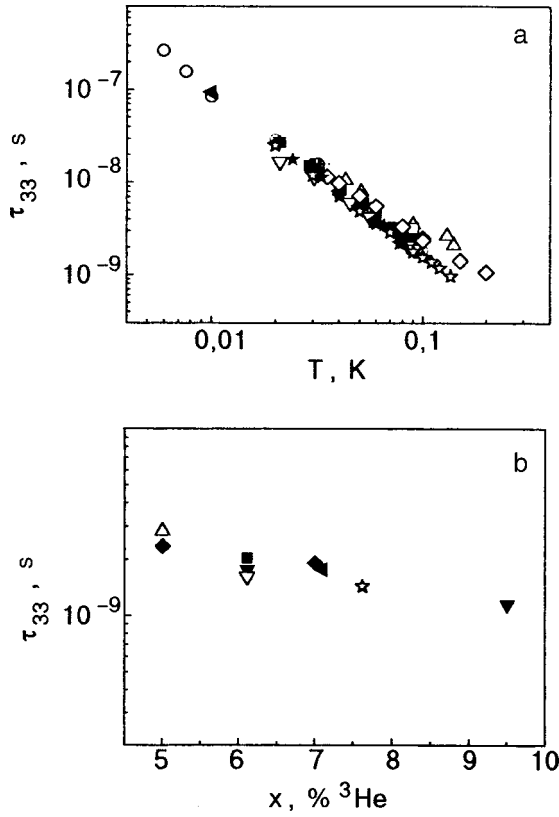 a
τ₃₃, s
10⁻⁷
10⁻⁸
10⁻⁹
0,01 0,1
T, K
b
τ₃₃, s
10⁻⁹
5 6 7 8 9 10
x, % ³He